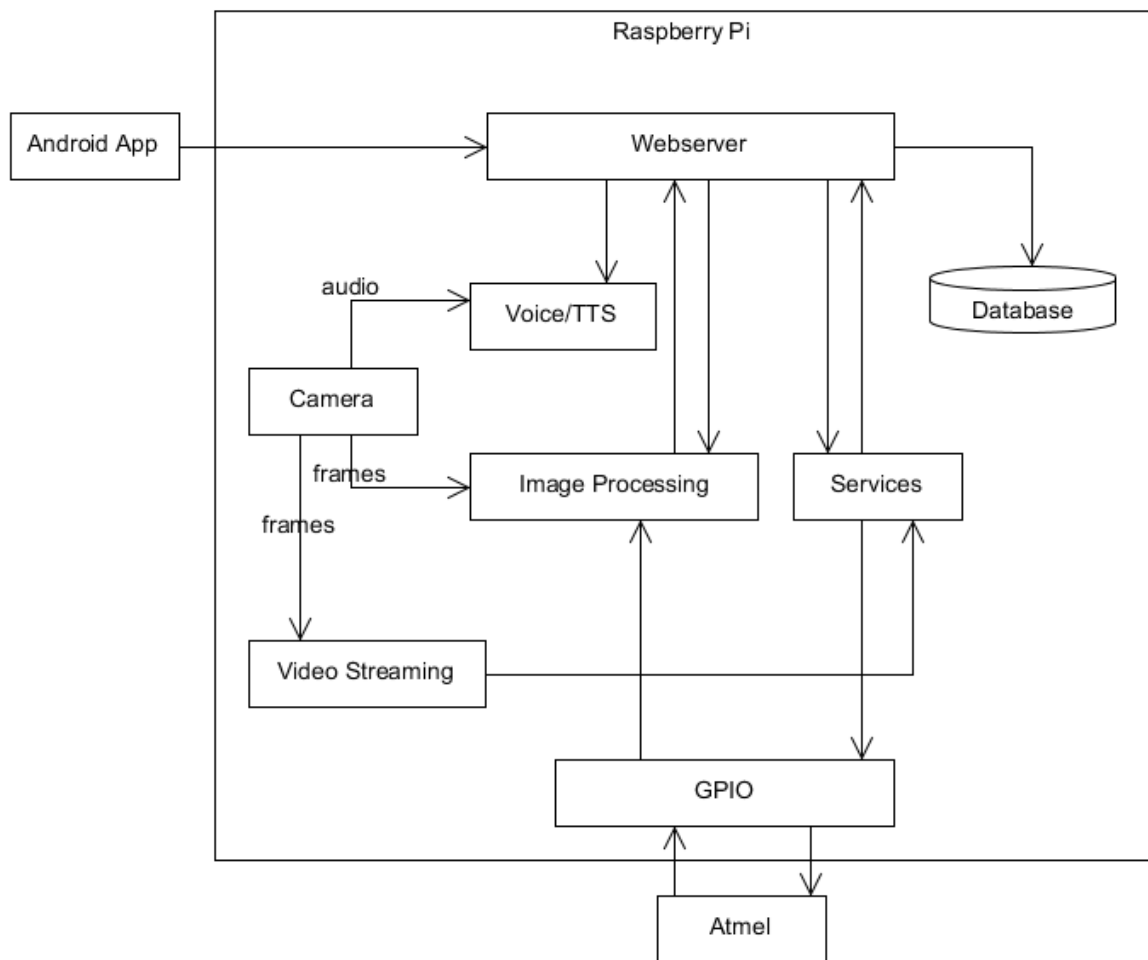 Raspberry Pi
Android App
Webserver
audio
Voice/TTS
Database
Camera
frames
Image Processing
Services
frames
Video Streaming
GPIO
Atmel